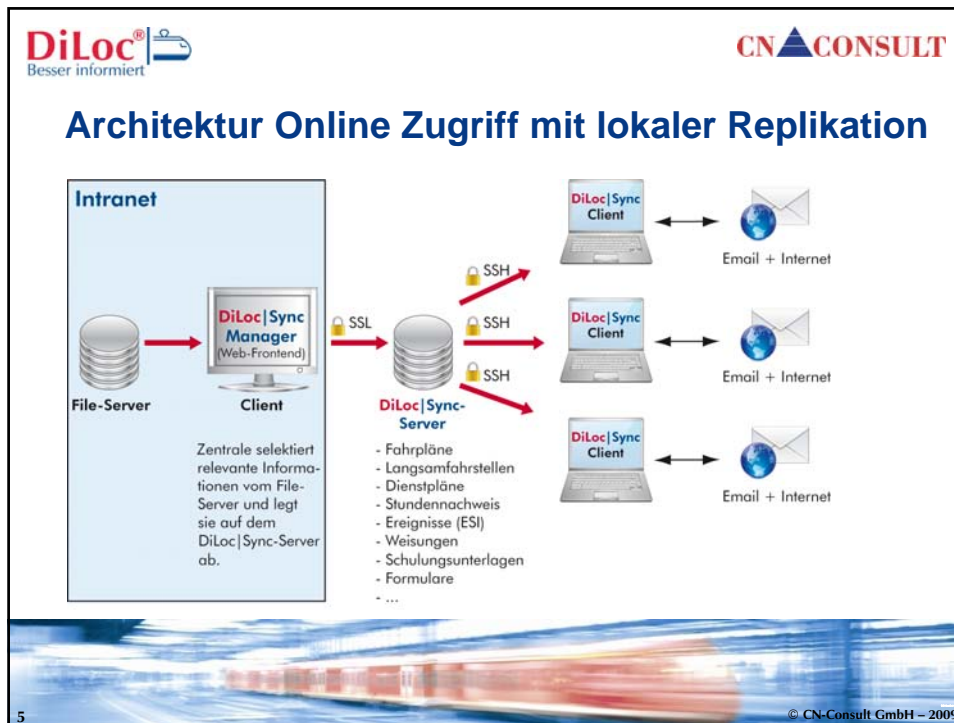 DiLoc®
Besser informiert
CN CONSULT
Architektur Online Zugriff mit lokaler Replikation
Intranet
File-Server
DiLoc|Sync
Manager
(Web-Frontend)
Client
Zentrale selektiert
relevante Informa-
tionen vom File-
Server und legt
sie auf dem
DiLoc|Sync-Server
ab.
SSL
DiLoc|Sync-
Server
- Fahrpläne
- Langsamfahrstellen
- Dienstpläne
- Stundennachweis
- Ereignisse (ESI)
- Weisungen
- Schulungsunterlagen
- Formulare
- ...
SSH
SSH
SSH
DiLoc|Sync
Client
Email + Internet
DiLoc|Sync
Client
Email + Internet
DiLoc|Sync
Client
Email + Internet
5
© CN-Consult GmbH – 2009